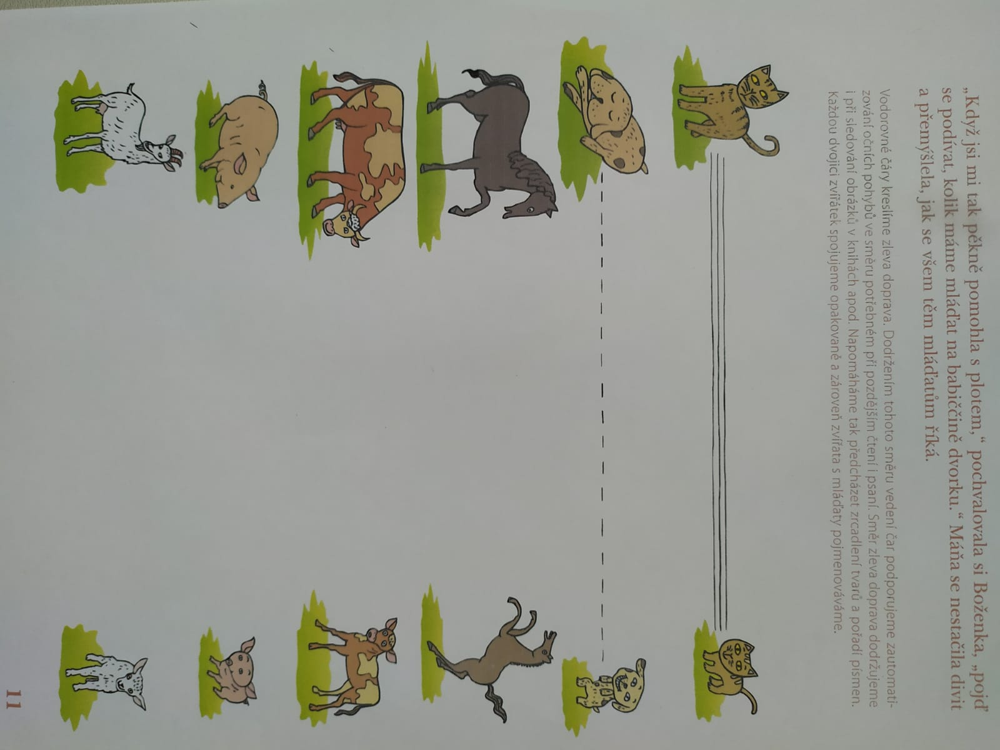 „Když jsi mi tak pěkně pomohla s plotem,“ pochvalovala si Boženka, „pojď
se podívat, kolik máme mláďat na babiččině dvorku.“ Máňa se nestačila divit
a přemýšlela, jak se všem těm mláďatům říká.
Vodorovné čáry kreslíme zleva doprava. Dodržením tohoto směru vedení čar podporujeme zautomati-
zování očních pohybů ve směru potřebném při pozdějším čtení i psaní. Směr zleva doprava dodržujeme
i při sledování obrázků v knihách apod. Napomáháme tak předcházet zrcadlení tvarů a pořadí písmen.
Každou dvojici zvířátek spojujeme opakovaně a zároveň zvířata s mláďaty pojmenováváme.
11